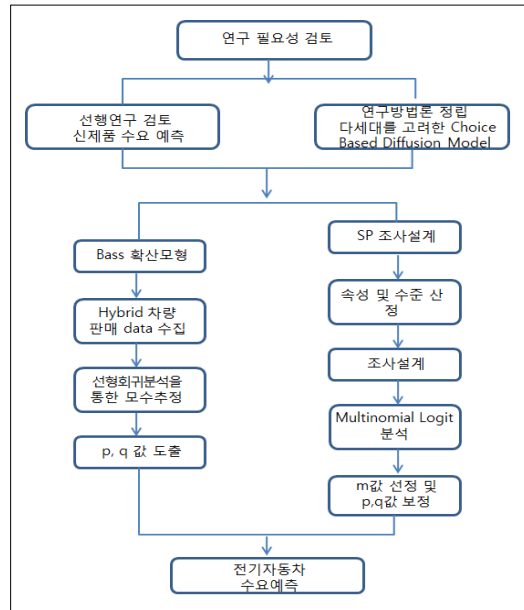 연구 필요성 검토
선행연구 검토
신제품 수요 예측
연구방법론 정립
다세대를 고려한 Choice
Based Diffusion Model
Bass 확산모형
Hybrid 차량
판매 data 수집
선형회귀분석을
통한 모수추정
p, q 값 도출
SP 조사설계
속성 및 수준 산
정
조사설계
Multinomial Logit
분석
m값 선정 및
p,q값 보정
전기자동차
수요예측